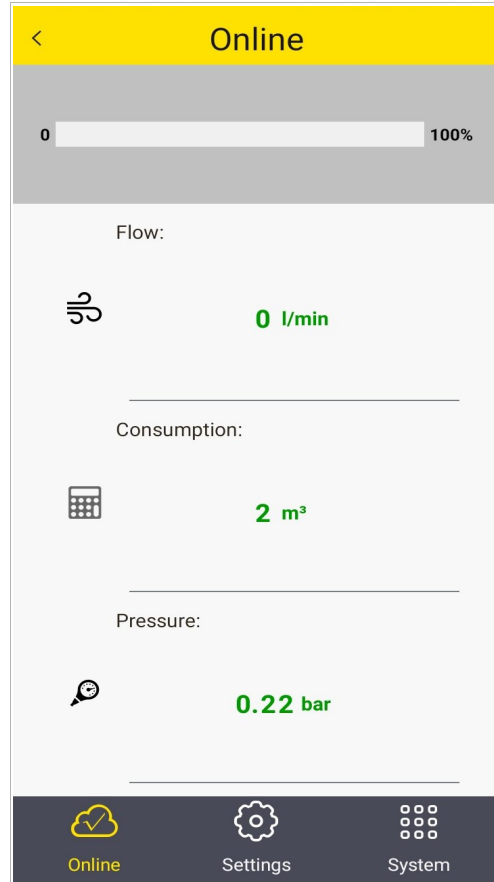 Online
0 100%
Flow:
0 l/min
Consumption:
2 m³
Pressure:
0.22 bar
Online Settings System